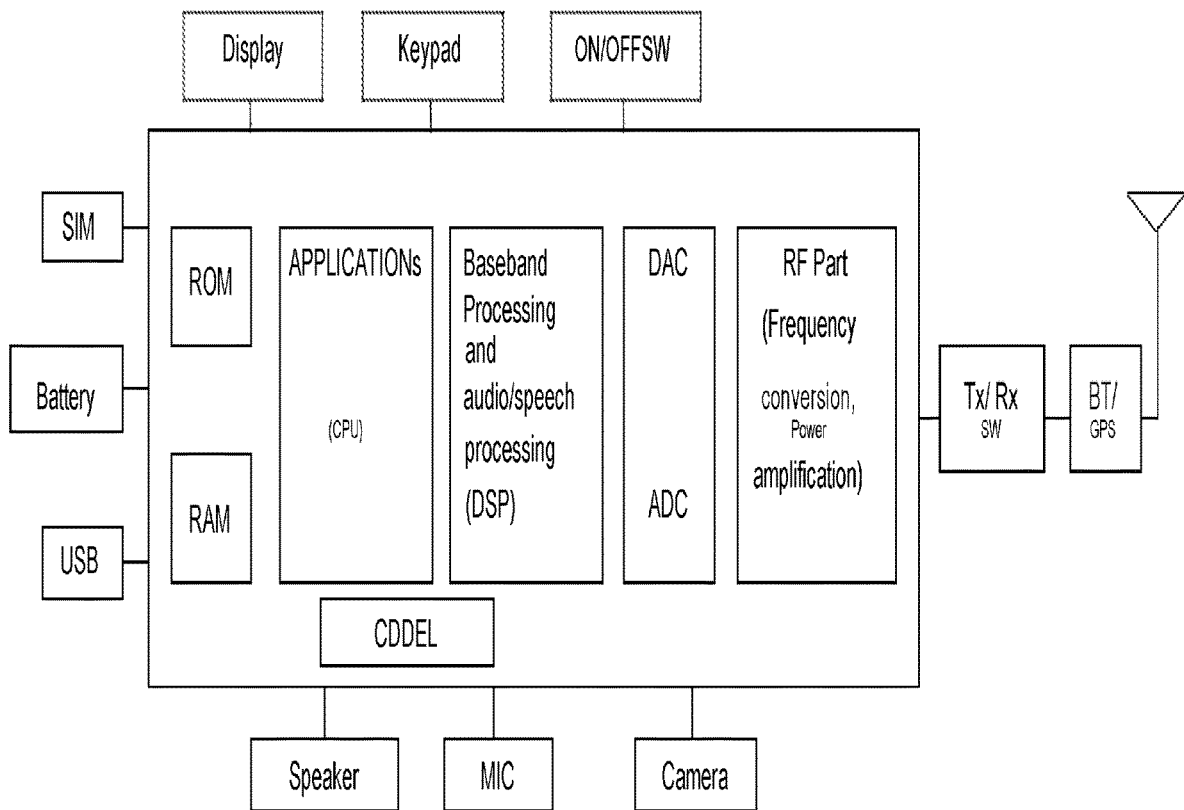 Display
Keypad
ON/OFFSW
SIM
Battery
USB
ROM
RAM
APPLICATIONs
(CPU)
Baseband
Processing
and
audio/speech
processing
(DSP)
DAC
ADC
RF Part
(Frequency
conversion,
Power
amplification)
Tx/ Rx
SW
BT/
GPS
CDDEL
Speaker
MIC
Camera